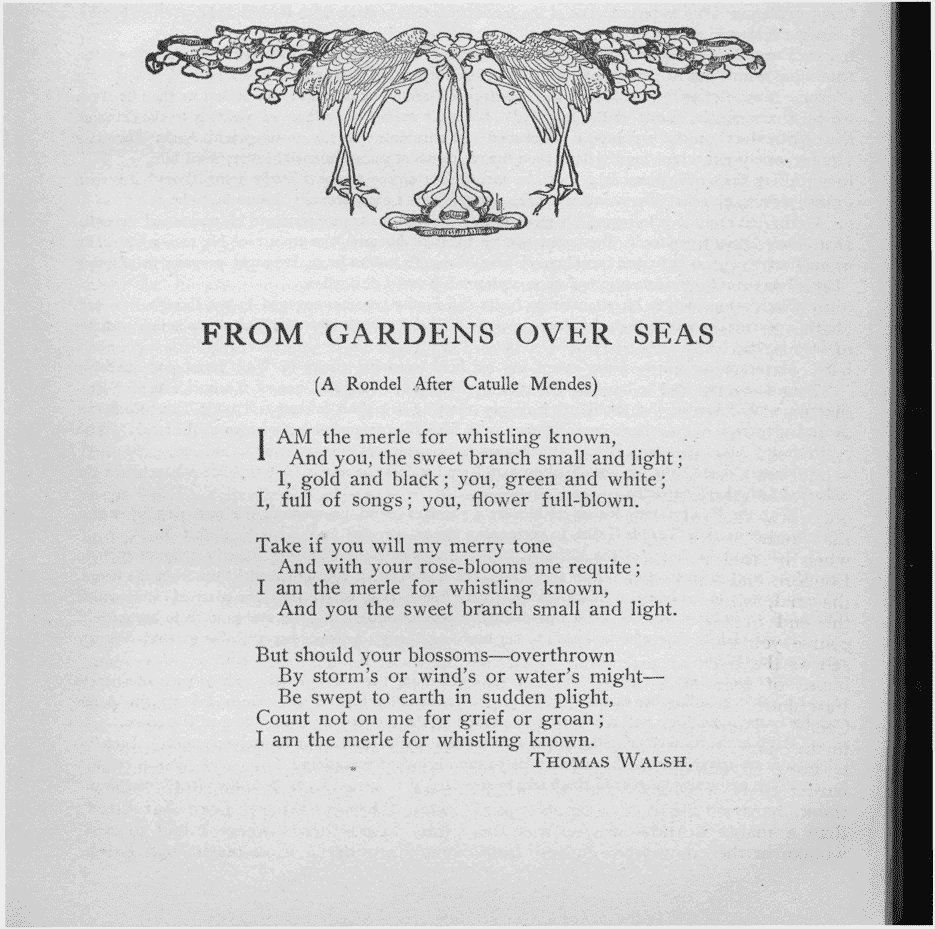 FROM GARDENS OVER SEAS
(A Rondel After Catulle Mendes)
I AM the merle for whistling known,
And you, the sweet branch small and light;
I, gold and black; you, green and white;
I, full of songs; you, flower full-blown.
Take if you will my merry tone
And with your rose-blooms me requite;
I am the merle for whistling known,
And you the sweet branch small and light.
But should your blossoms—overthrown
By storm's or wind's or water's might—
Be swept to earth in sudden plight,
Count not on me for grief or groan;
I am the merle for whistling known.
THOMAS WALSH.